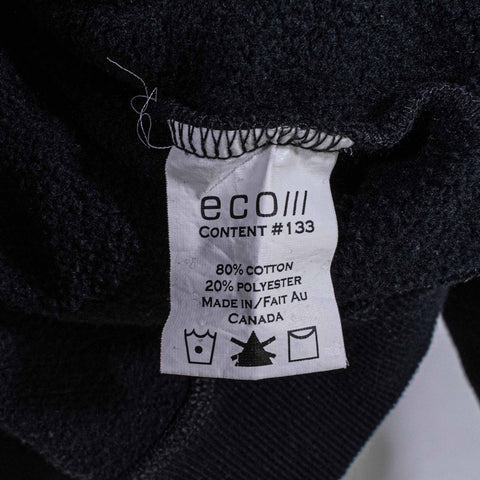 eco///
CONTENT #133
80% COTTON
20% POLYESTER
MADE IN/FAIT AU
CANADA